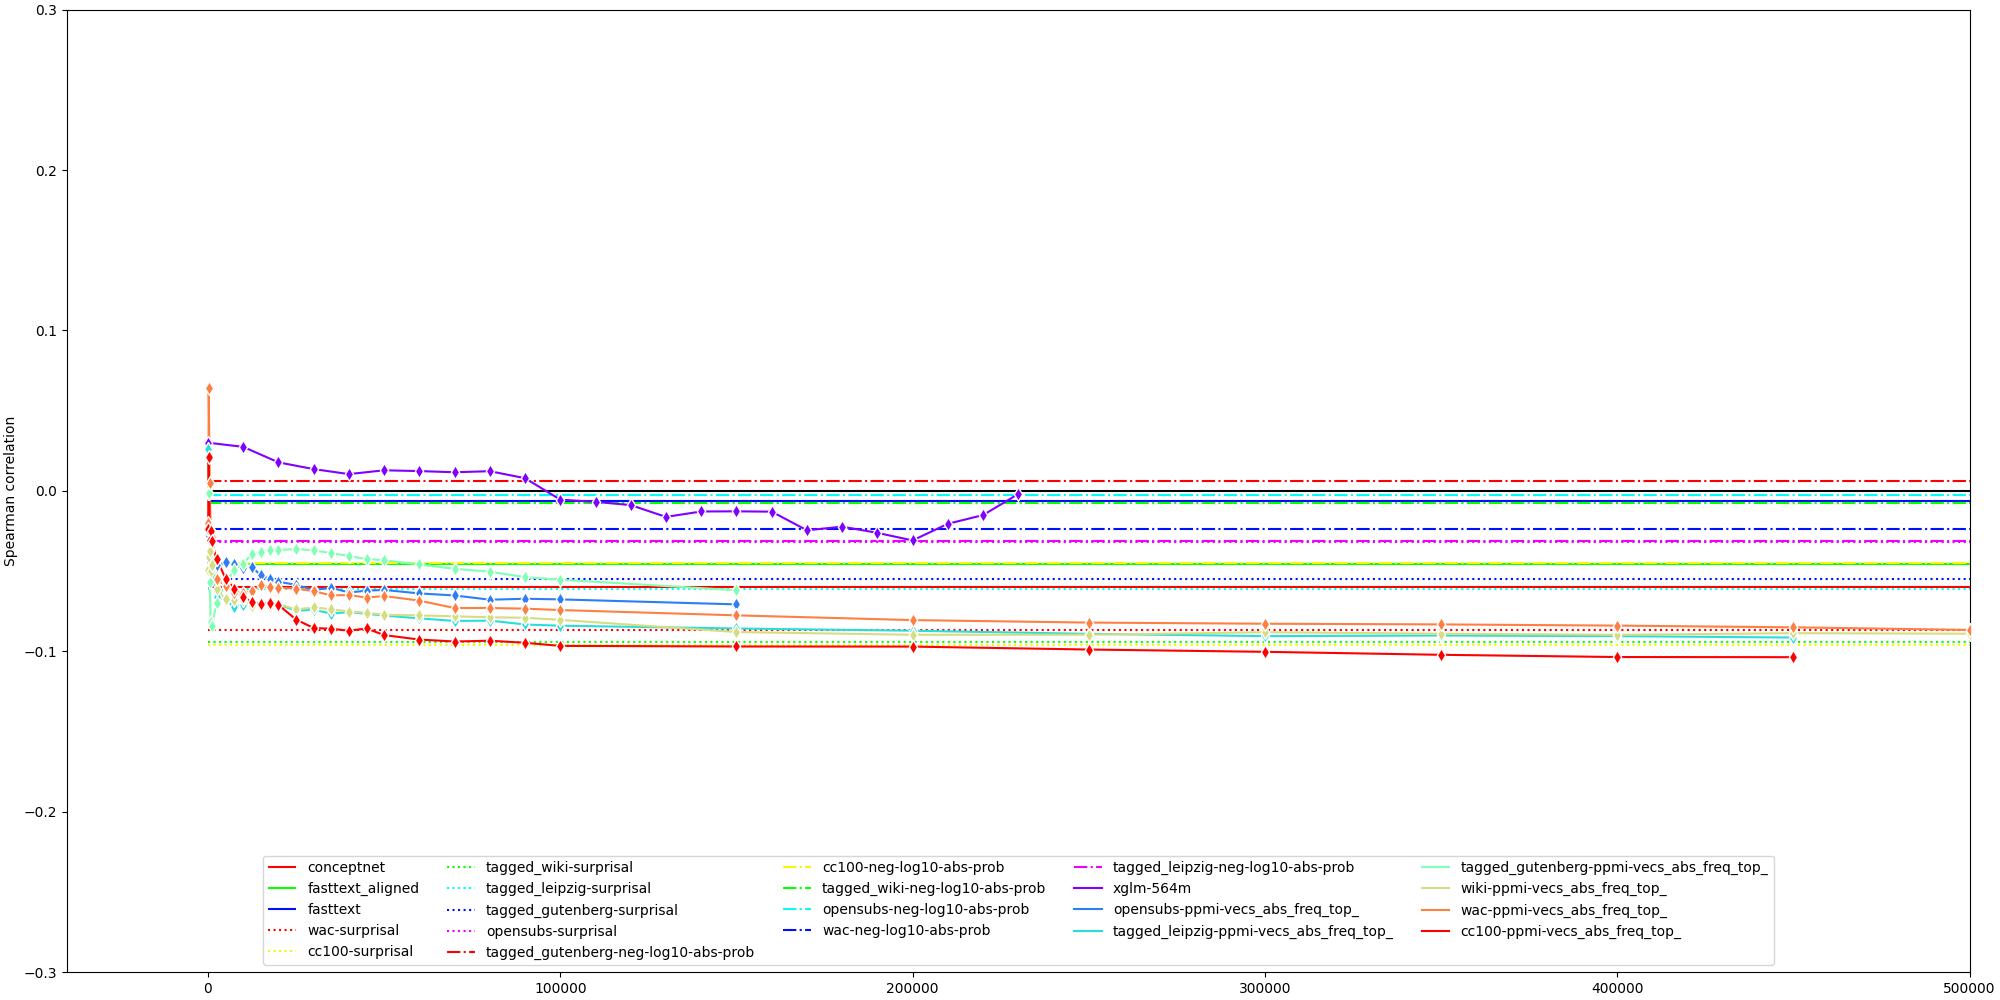 0.3
0.2
0.1
0.0
−0.1
−0.2
−0.3
Spearman correlation
conceptnet
fasttext_aligned
fasttext
wac-surprisal
cc100-surprisal
tagged_wiki-surprisal
tagged_leipzig-surprisal
tagged_gutenberg-surprisal
opensubs-surprisal
tagged_gutenberg-neg-log10-abs-prob
cc100-neg-log10-abs-prob
tagged_wiki-neg-log10-abs-prob
opensubs-neg-log10-abs-prob
wac-neg-log10-abs-prob
tagged_leipzig-neg-log10-abs-prob
xglm-564m
opensubs-ppmi-vecs_abs_freq_top_
tagged_leipzig-ppmi-vecs_abs_freq_top_
tagged_gutenberg-ppmi-vecs_abs_freq_top_
wiki-ppmi-vecs_abs_freq_top_
wac-ppmi-vecs_abs_freq_top_
cc100-ppmi-vecs_abs_freq_top_
0 100000 200000 300000 400000 500000